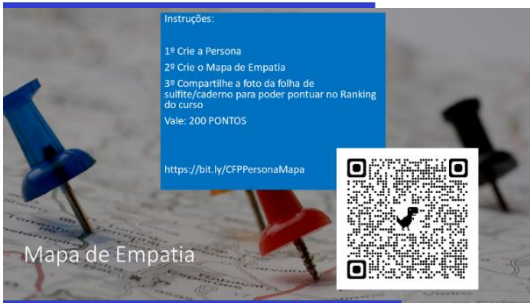 Instruções:
1º Crie a Persona
2º Crie o Mapa de Empatia
3º Compartilhe a foto da folha de
sulfite/caderno para poder pontuar no Ranking
do curso
Vale: 200 PONTOS
https://bit.ly/CFPPersonaMapa
Mapa de Empatia